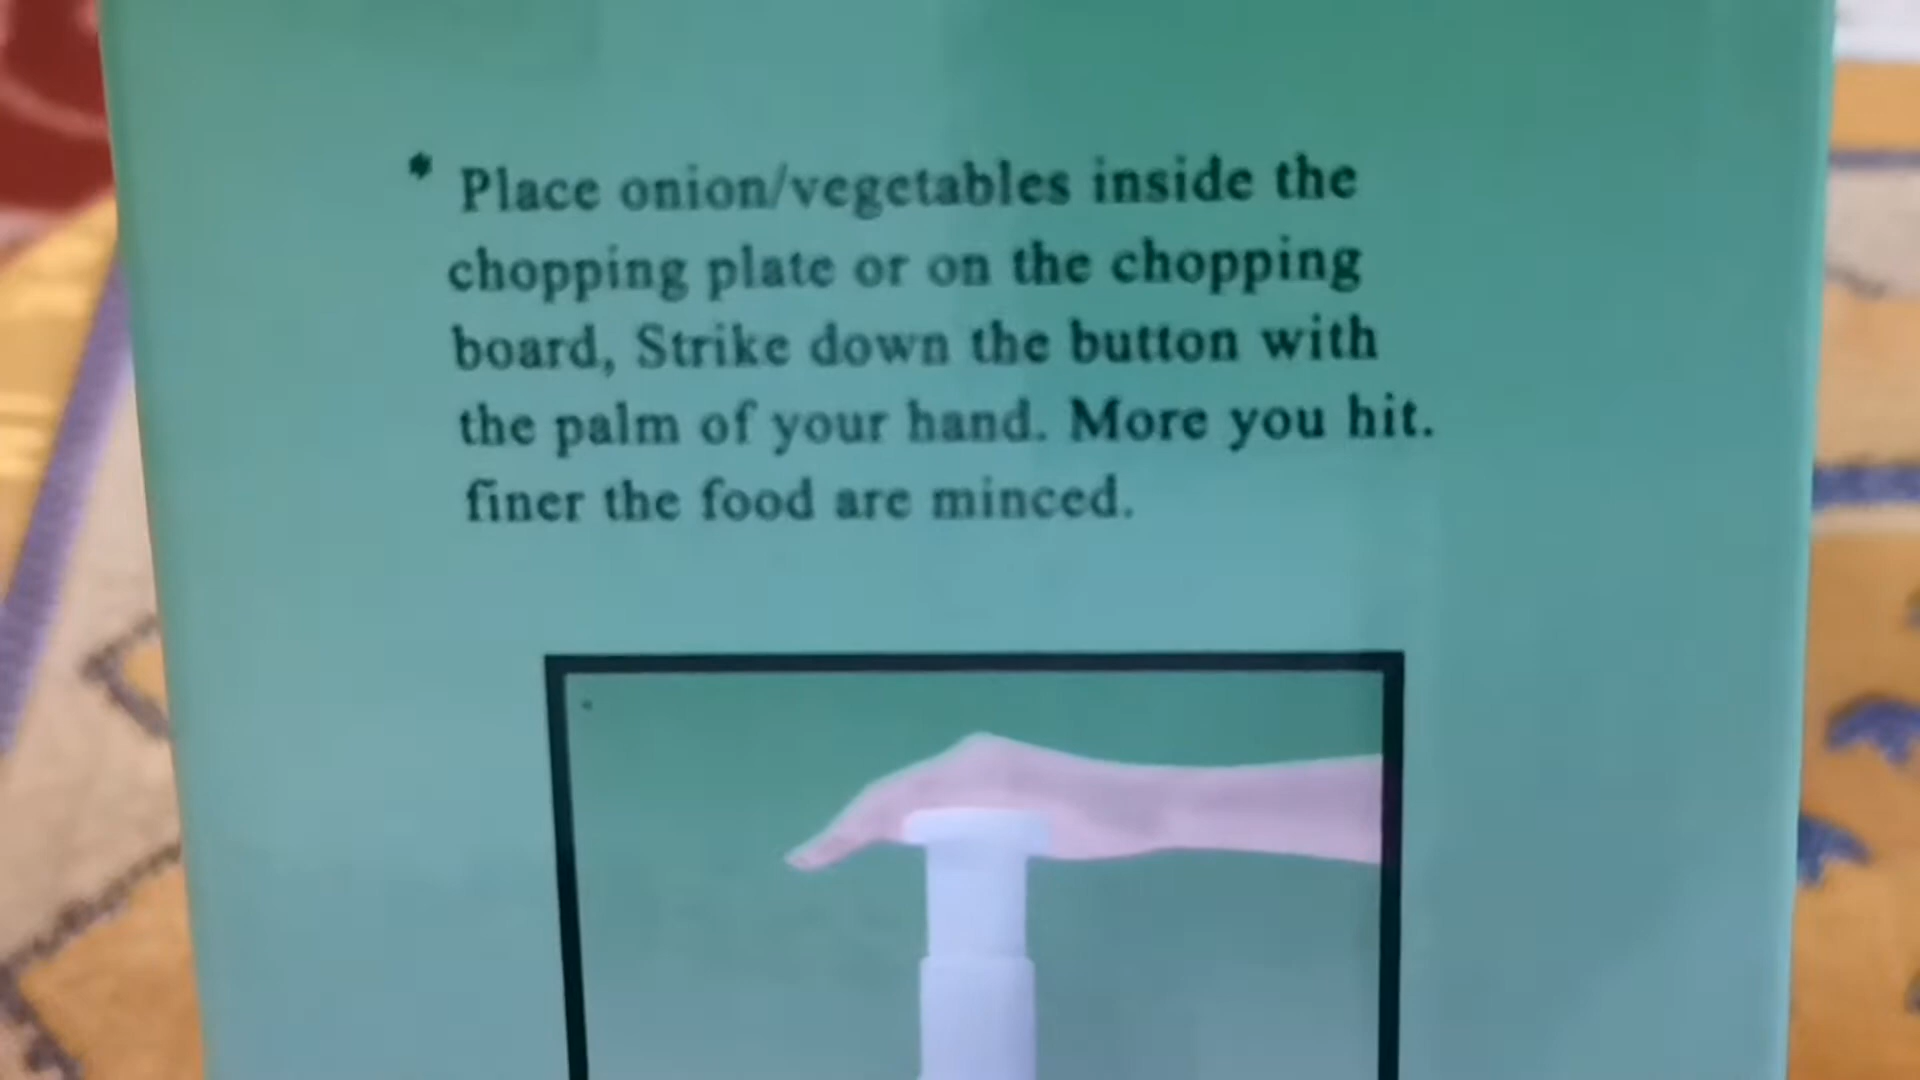 * Place onion/vegetables inside the
chopping plate or on the chopping
board, Strike down the button with
the palm of your hand. More you hit.
finer the food are minced.